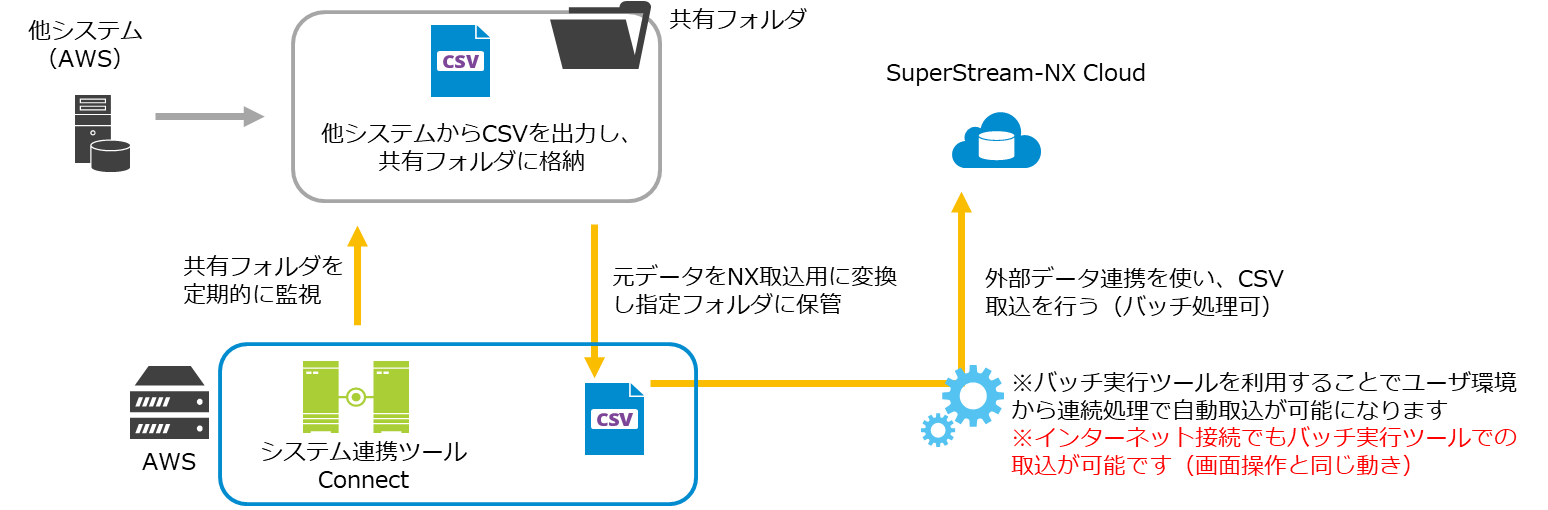 他システム
（AWS）
共有フォルダ
CSV
他システムからCSVを出力し、
共有フォルダに格納
SuperStream-NX Cloud
共有フォルダを
定期的に監視
元データをNX取込用に変換
し指定フォルダに保管
外部データ連携を使い、CSV
取込を行う（バッチ処理可）
AWS
システム連携ツール
Connect
CSV
※バッチ実行ツールを利用することでユーザ環境
から連続処理で自動取込が可能になります
※インターネット接続でもバッチ実行ツールでの
取込が可能です（画面操作と同じ動き）